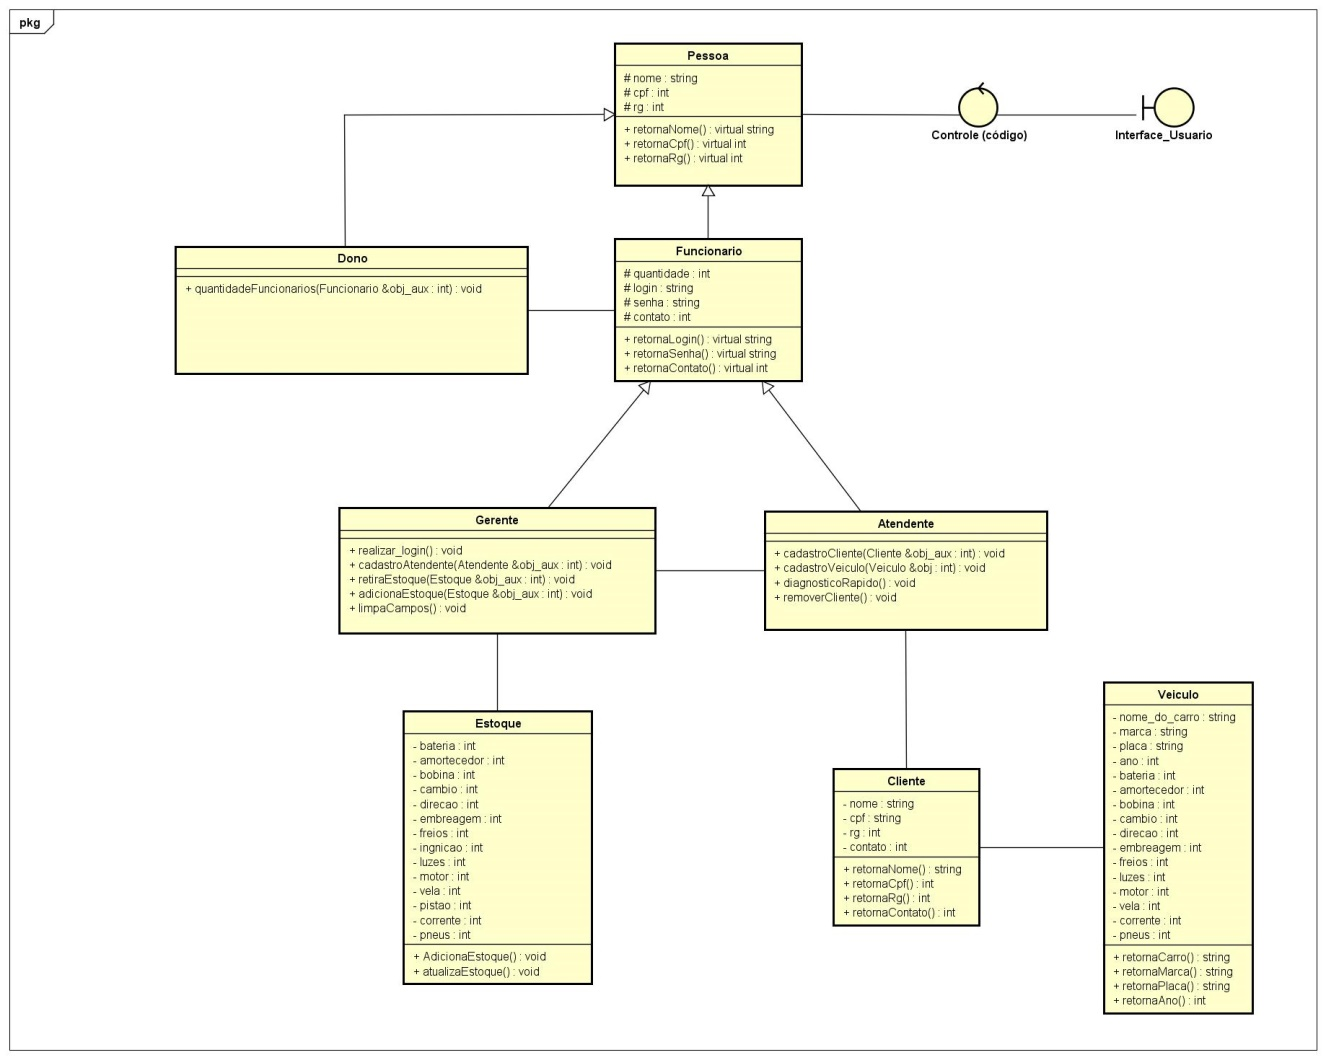 pkg
Pessoa
# nome : string
# cpf : int
# rg : int
+ retornaNome() : virtual string
+ retornaCpf() : virtual int
+ retornaRg() : virtual int
Controle (código)
Interface_Usuario
Dono
+ quantidadeFuncionarios(Funcionario &obj_aux : int) : void
Funcionario
# quantidade : int
# login : string
# senha : string
# contato : int
+ retornaLogin() : virtual string
+ retornaSenha() : virtual string
+ retornaContato() : virtual int
Gerente
+ realizar_login() : void
+ cadastroAtendente(Atendente &obj_aux : int) : void
+ retiraEstoque(Estoque &obj_aux : int) : void
+ adicionaEstoque(Estoque &obj_aux : int) : void
+ limpaCampos() : void
Atendente
+ cadastroCliente(Cliente &obj_aux : int) : void
+ cadastroVeiculo(Veiculo &obj : int) : void
+ diagnosticoRapido() : void
+ removerCliente() : void
Estoque
- bateria : int
- amortecedor : int
- bobina : int
- cambio : int
- direcao : int
- embreagem : int
- freios : int
- ingnicao : int
- luzes : int
- motor : int
- vela : int
- pistao : int
- corrente : int
- pneus : int
+ AdicionaEstoque() : void
+ atualizaEstoque() : void
Cliente
- nome : string
- cpf : string
- rg : int
- contato : int
+ retornaNome() : string
+ retornaCpf() : int
+ retornaRg() : int
+ retornaContato() : int
Veiculo
- nome_do_carro : string
- marca : string
- placa : string
- ano : int
- bateria : int
- amortecedor : int
- bobina : int
- cambio : int
- direcao : int
- embreagem : int
- freios : int
- luzes : int
- motor : int
- vela : int
- corrente : int
- pneus : int
+ retornaCarro() : string
+ retornaMarca() : string
+ retornaPlaca() : string
+ retornaAno() : int